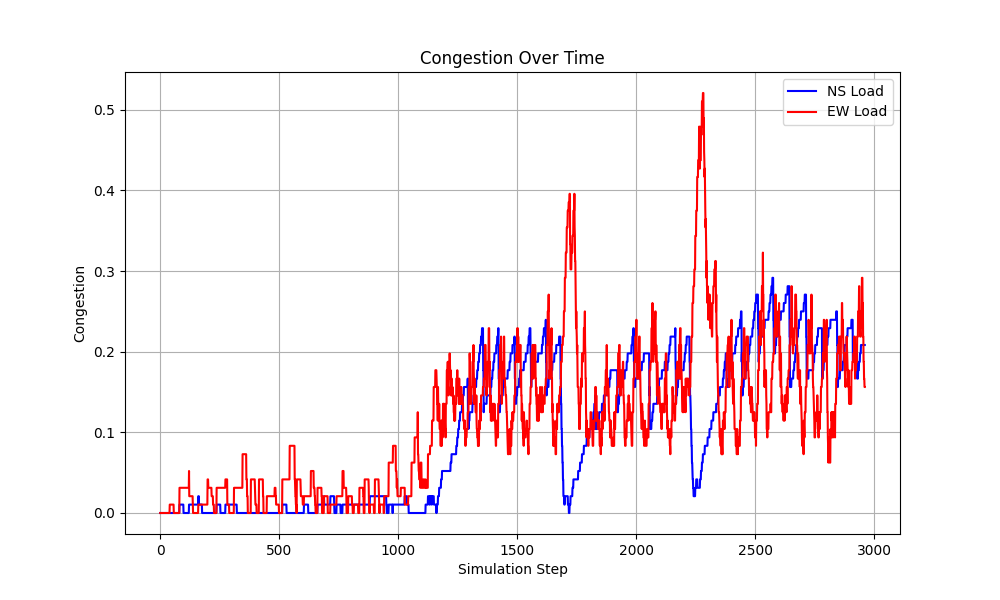 Congestion Over Time
NS Load
EW Load
Congestion
0.5
0.4
0.3
0.2
0.1
0.0
0 500 1000 1500 2000 2500 3000
Simulation Step